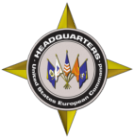 HEADQUARTERS
United States European Command